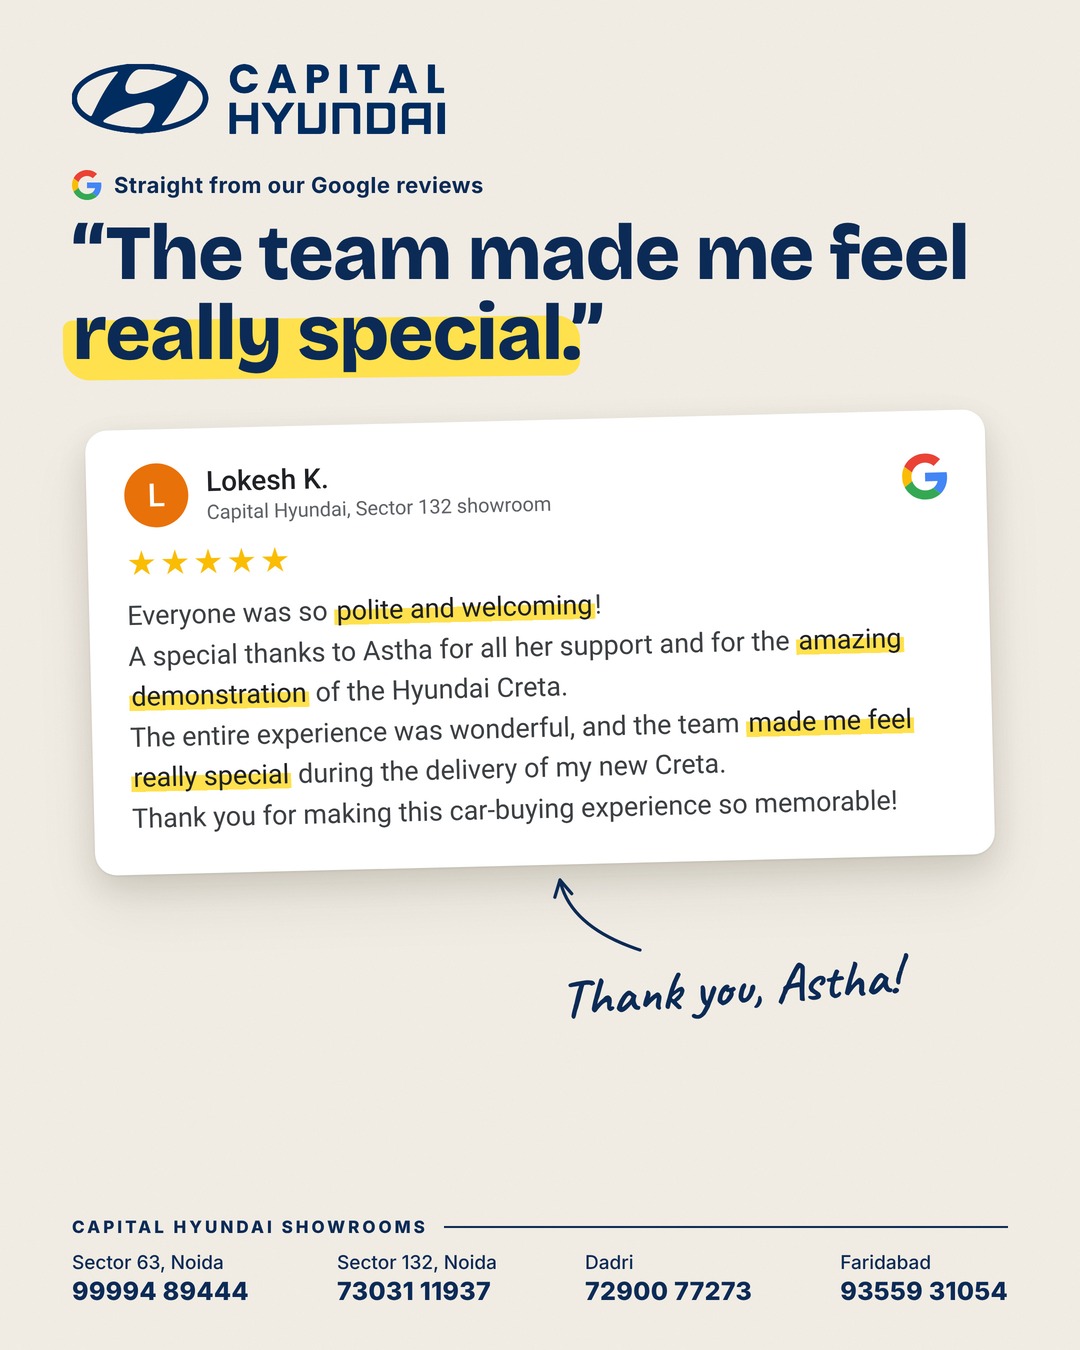 CAPITAL
HYUNDAI
Straight from our Google reviews
“The team made me feel
really special.”
L
Lokesh K.
Capital Hyundai, Sector 132 showroom
★★★★★
Everyone was so polite and welcoming!
A special thanks to Astha for all her support and for the amazing
demonstration of the Hyundai Creta.
The entire experience was wonderful, and the team made me feel
really special during the delivery of my new Creta.
Thank you for making this car-buying experience so memorable!
Thank you, Astha!
CAPITAL HYUNDAI SHOWROOMS
Sector 63, Noida
99994 89444
Sector 132, Noida
73031 11937
Dadri
72900 77273
Faridabad
93559 31054